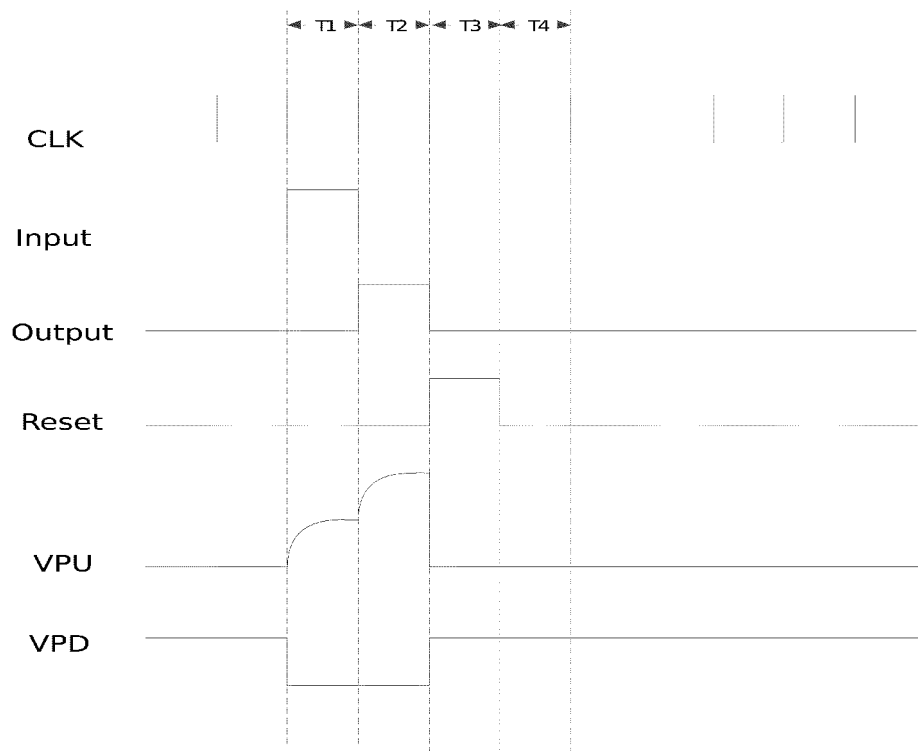 T1 T2 T3 T4
CLK
Input
Output
Reset
VPU
VPD